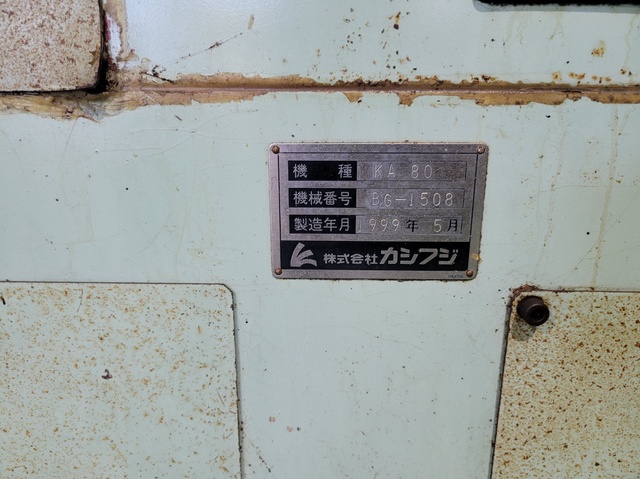 機種 KA 80
機械番号 BG-1508
製造年月 1999年 5月
株式会社 カシフジ